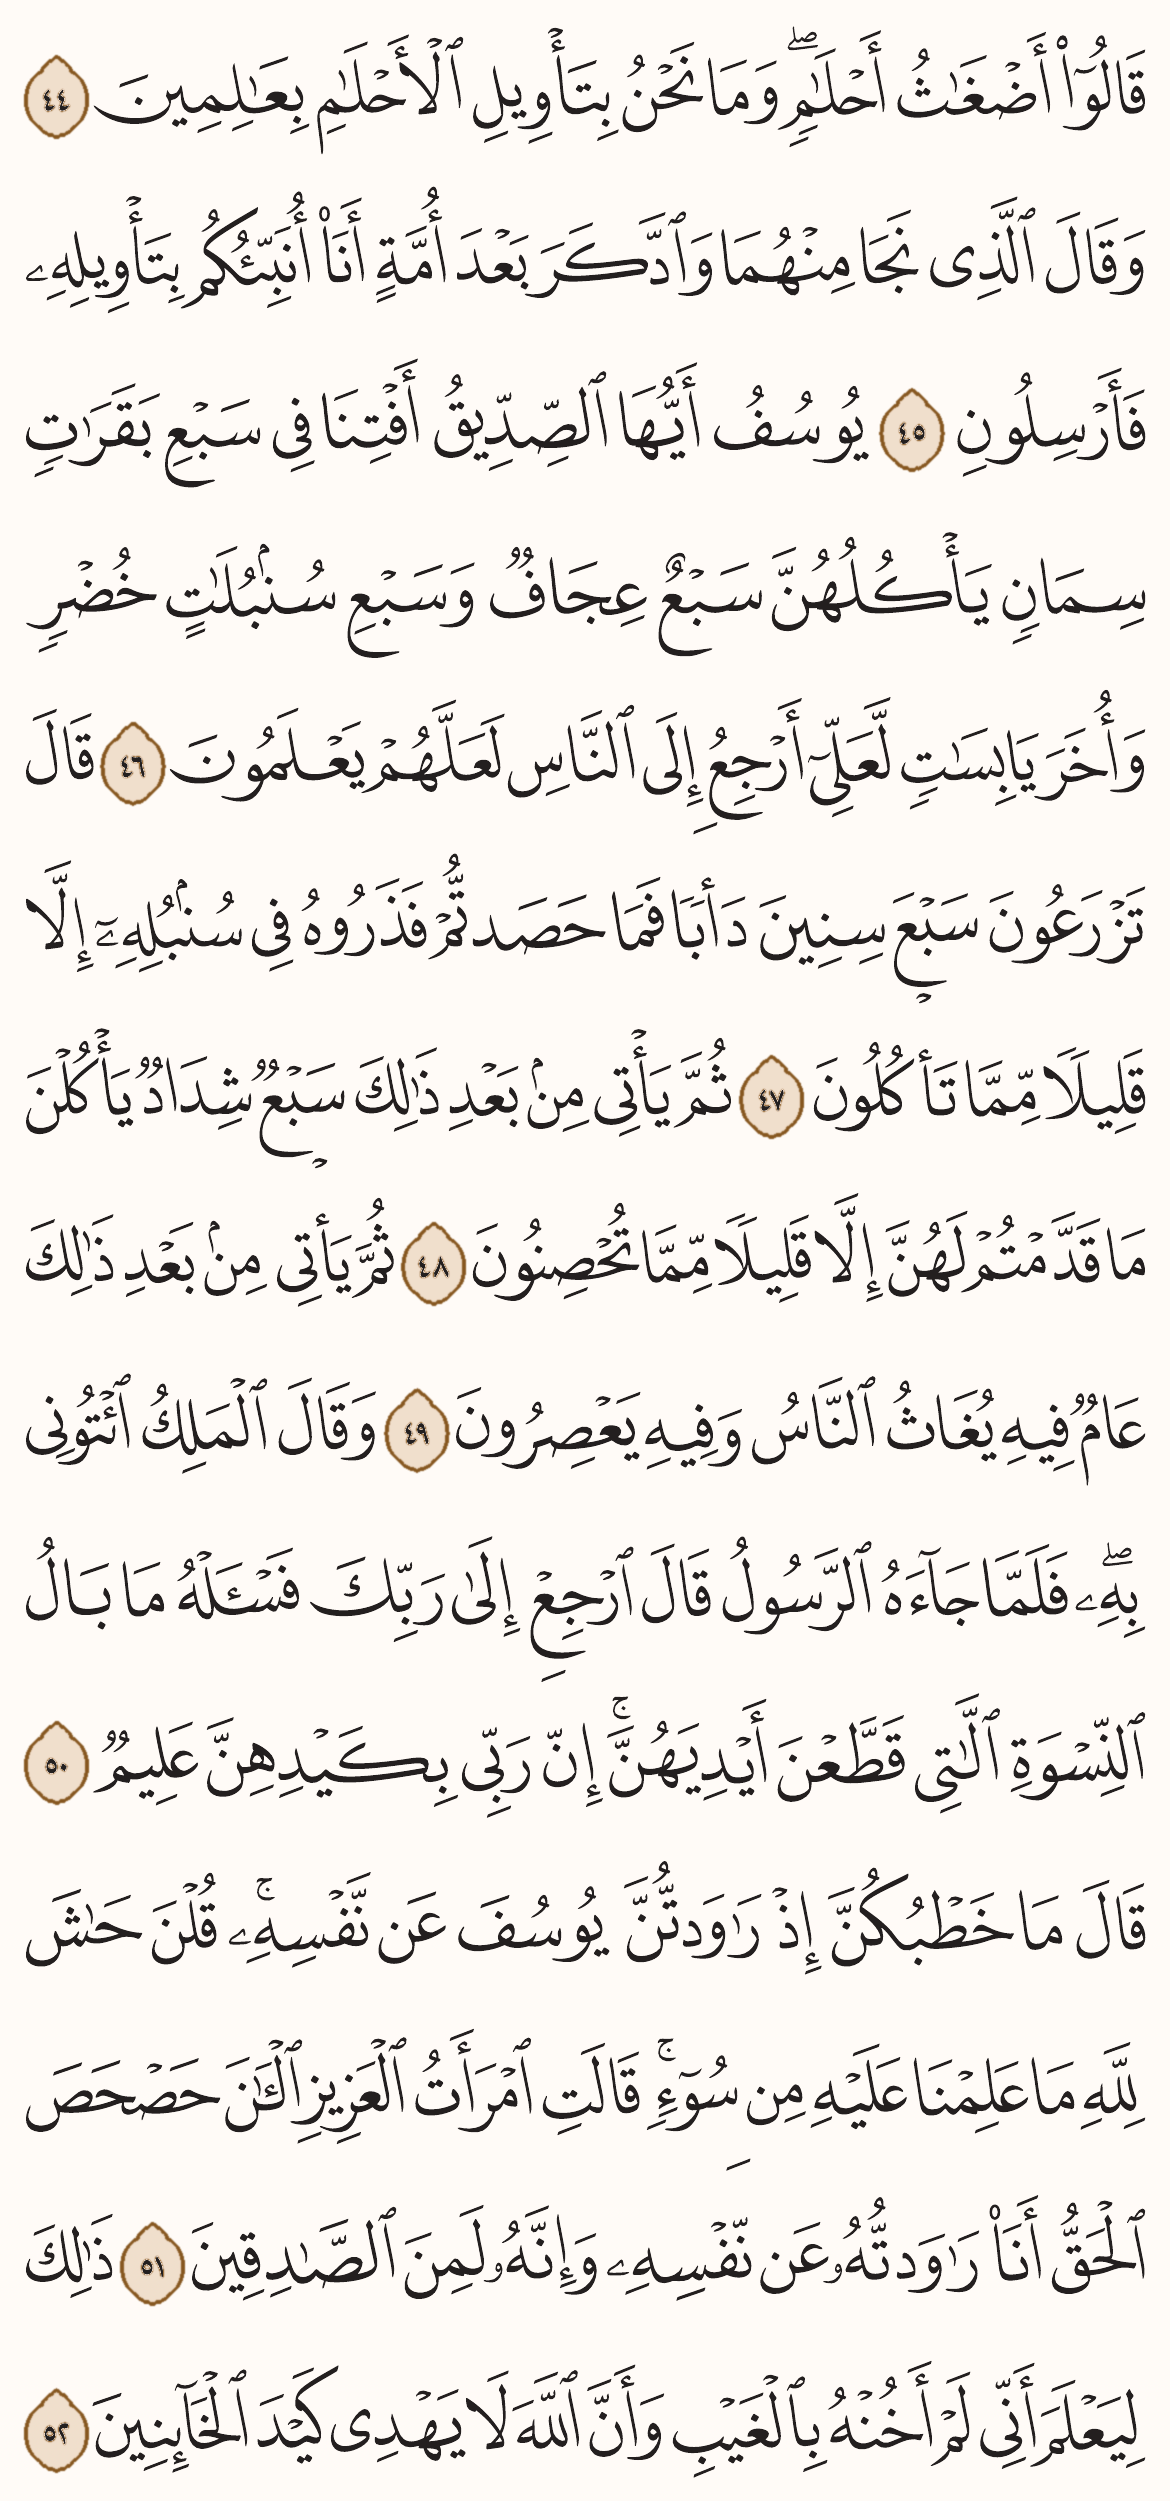 قَالُوٓا۟ أَضْغَـٰثُ أَحْلَـٰمٍۢ ۖ وَمَا نَحْنُ بِتَأْوِيلِ ٱلْأَحْلَـٰمِ بِعَـٰلِمِينَ ٤٤
وَقَالَ ٱلَّذِى نَجَا مِنْهُمَا وَٱدَّكَرَ بَعْدَ أُمَّةٍ أَنَا۠ أُنَبِّئُكُم بِتَأْوِيلِهِۦ
فَأَرْسِلُونِ ٤٥ يُوسُفُ أَيُّهَا ٱلصِّدِّيقُ أَفْتِنَا فِى سَبْعِ بَقَرَٰتٍۢ
سِمَانٍۢ يَأْكُلُهُنَّ سَبْعٌ عِجَافٌۭ وَسَبْعِ سُنۢبُلَـٰتٍ خُضْرٍۢ
وَأُخَرَ يَابِسَـٰتٍۢ لَّعَلِّىٓ أَرْجِعُ إِلَى ٱلنَّاسِ لَعَلَّهُمْ يَعْلَمُونَ ٤٦ قَالَ
تَزْرَعُونَ سَبْعَ سِنِينَ دَأَبًۭا فَمَا حَصَدتُّمْ فَذَرُوهُ فِى سُنۢبُلِهِۦٓ إِلَّا
قَلِيلًۭا مِّمَّا تَأْكُلُونَ ٤٧ ثُمَّ يَأْتِى مِنۢ بَعْدِ ذَٰلِكَ سَبْعٌۭ شِدَادٌۭ يَأْكُلْنَ
مَا قَدَّمْتُمْ لَهُنَّ إِلَّا قَلِيلًۭا مِّمَّا تُحْصِنُونَ ٤٨ ثُمَّ يَأْتِى مِنۢ بَعْدِ ذَٰلِكَ
عَامٌۭ فِيهِ يُغَاثُ ٱلنَّاسُ وَفِيهِ يَعْصِرُونَ ٤٩ وَقَالَ ٱلْمَلِكُ ٱئْتُونِى
بِهِۦ ۖ فَلَمَّا جَآءَهُ ٱلرَّسُولُ قَالَ ٱرْجِعْ إِلَىٰ رَبِّكَ فَسْـَٔلْهُ مَا بَالُ
ٱلنِّسْوَةِ ٱلَّـٰتِى قَطَّعْنَ أَيْدِيَهُنَّ ۚ إِنَّ رَبِّى بِكَيْدِهِنَّ عَلِيمٌۭ ٥٠
قَالَ مَا خَطْبُكُنَّ إِذْ رَٰوَدتُّنَّ يُوسُفَ عَن نَّفْسِهِۦ ۚ قُلْنَ حَـٰشَ
لِلَّهِ مَا عَلِمْنَا عَلَيْهِ مِن سُوٓءٍۢ ۚ قَالَتِ ٱمْرَأَتُ ٱلْعَزِيزِ ٱلْـَٔـٰنَ حَصْحَصَ
ٱلْحَقُّ أَنَا۠ رَٰوَدتُّهُۥ عَن نَّفْسِهِۦ وَإِنَّهُۥ لَمِنَ ٱلصَّـٰدِقِينَ ٥١ ذَٰلِكَ
لِيَعْلَمَ أَنِّى لَمْ أَخُنْهُ بِٱلْغَيْبِ وَأَنَّ ٱللَّهَ لَا يَهْدِى كَيْدَ ٱلْخَآئِنِينَ ٥٢